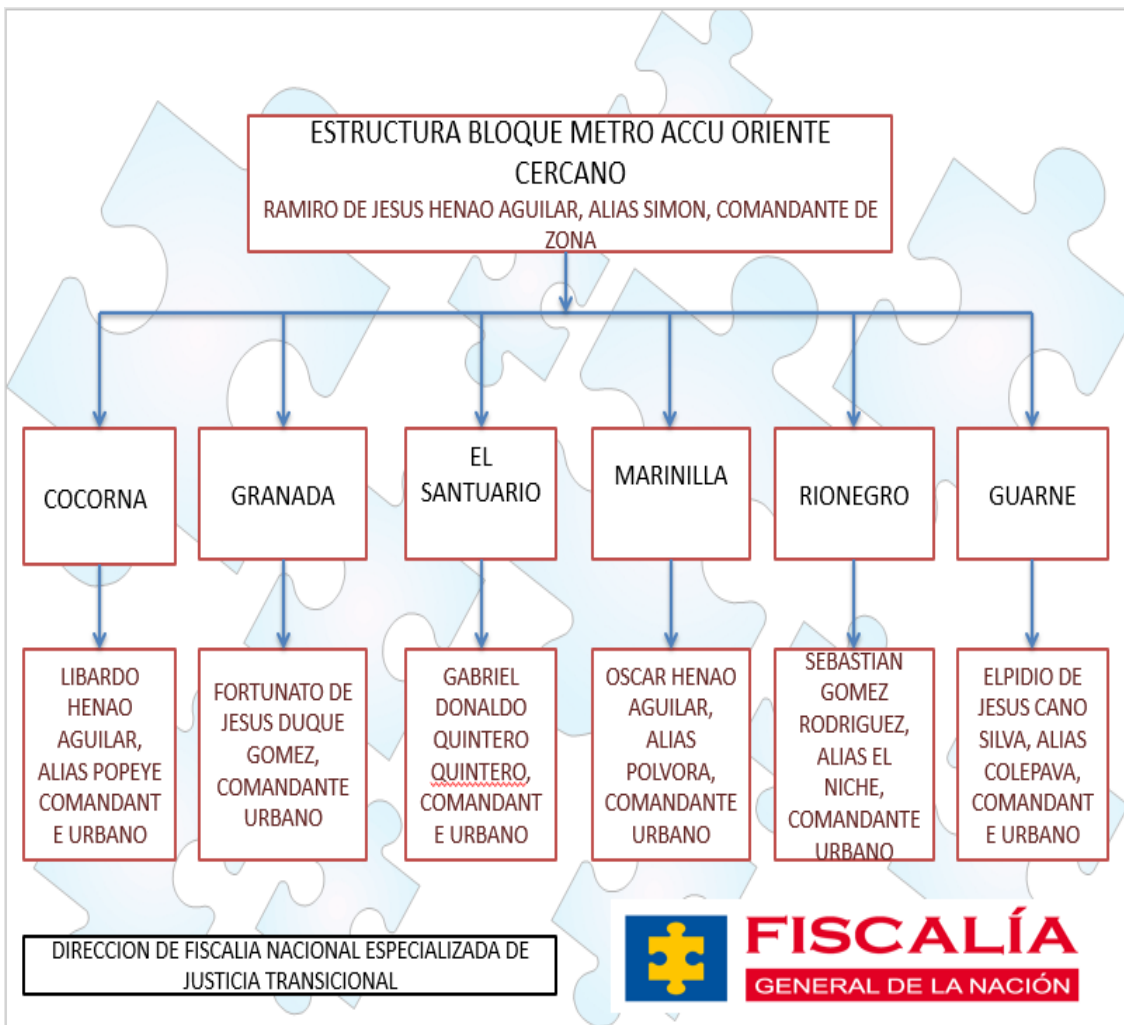 ESTRUCTURA BLOQUE METRO ACCU ORIENTE
CERCANO
RAMIRO DE JESUS HENAO AGUILAR, ALIAS SIMON, COMANDANTE DE
ZONA
COCORNA
GRANADA
EL
SANTUARIO
MARINILLA
RIONEGRO
GUARNE
LIBARDO
HENAO
AGUILAR,
ALIAS POPEYE
COMANDANT
E URBANO
FORTUNATO DE
JESUS DUQUE
GOMEZ,
COMANDANTE
URBANO
GABRIEL
DONALDO
QUINTERO
QUINTERO,
COMANDANT
E URBANO
OSCAR HENAO
AGUILAR,
ALIAS
POLVORA,
COMANDANTE
URBANO
SEBASTIAN
GOMEZ
RODRIGUEZ,
ALIAS EL
NICHE,
COMANDANTE
URBANO
ELPIDIO DE
JESUS CANO
SILVA, ALIAS
COLEPAVA,
COMANDANT
E URBANO
DIRECCION DE FISCALIA NACIONAL ESPECIALIZADA DE
JUSTICIA TRANSICIONAL
FISCALÍA
GENERAL DE LA NACIÓN